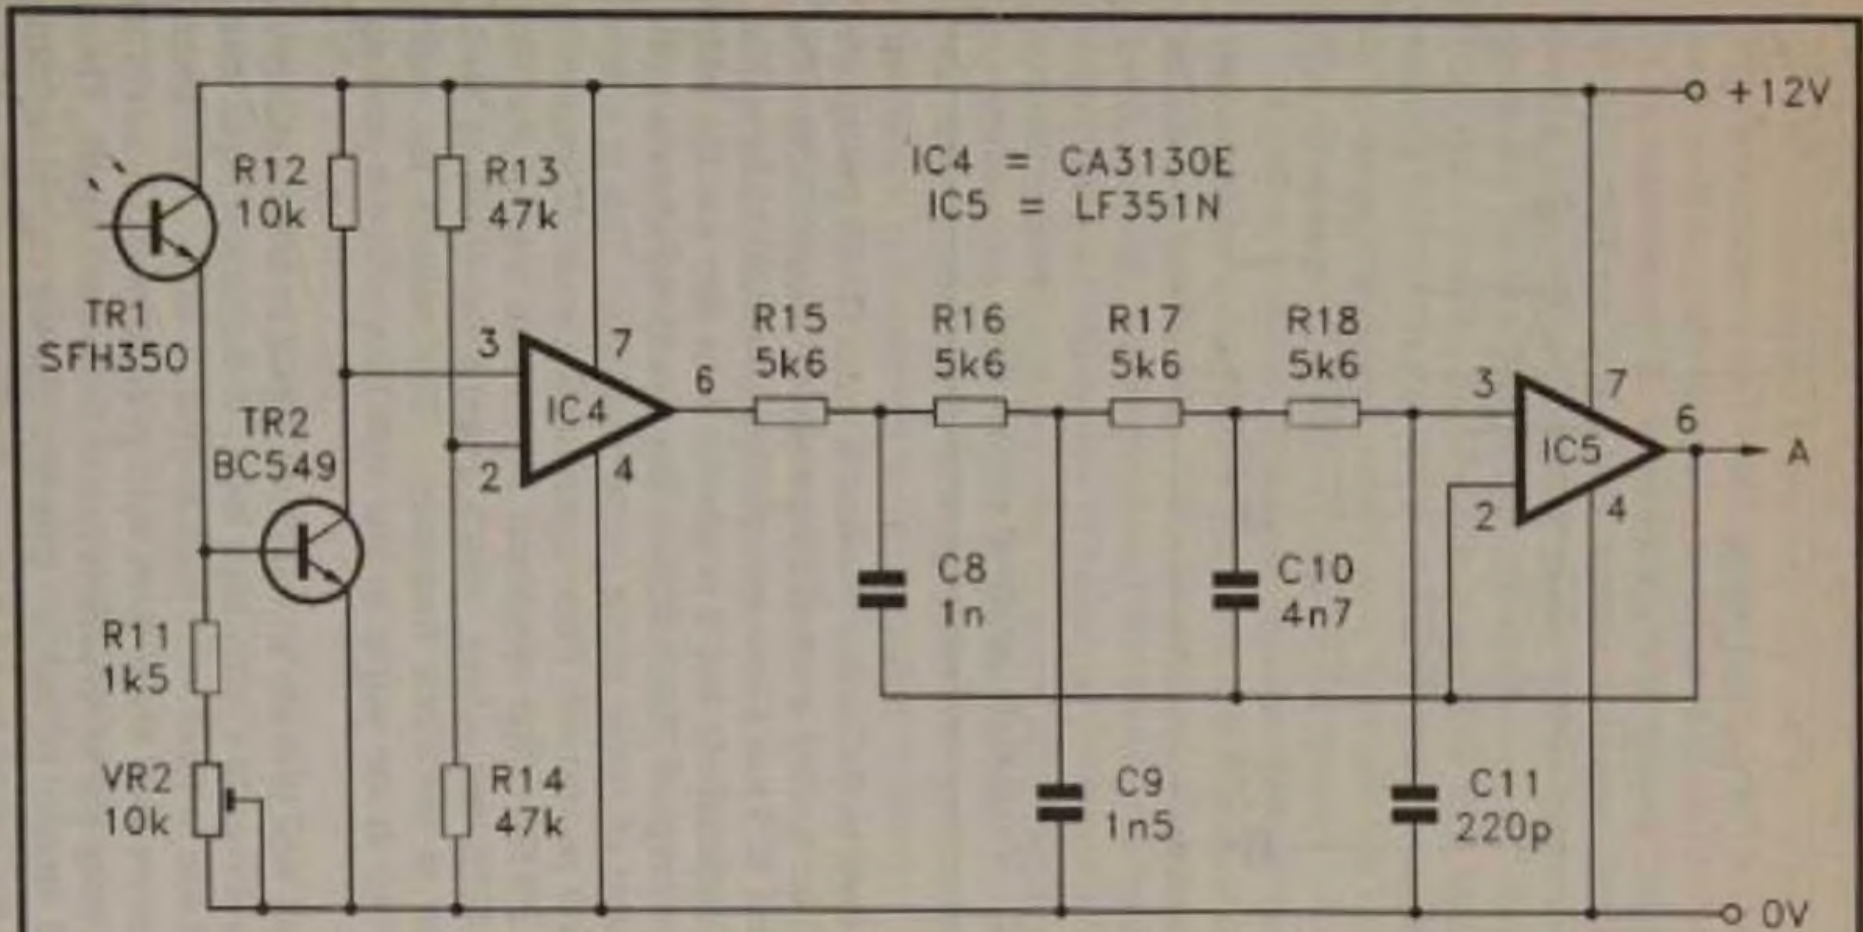 +12V
R12
10k
R13
47k
IC4 = CA3130E
IC5 = LF351N
TR1
SFH350
R15
5k6
R16
5k6
R17
5k6
R18
5k6
3
7
6
IC4
2
4
3
7
6
IC5
A
2
4
TR2
BC549
C8
1n
C10
4n7
R11
1k5
VR2
10k
R14
47k
C9
1n5
C11
220p
0V